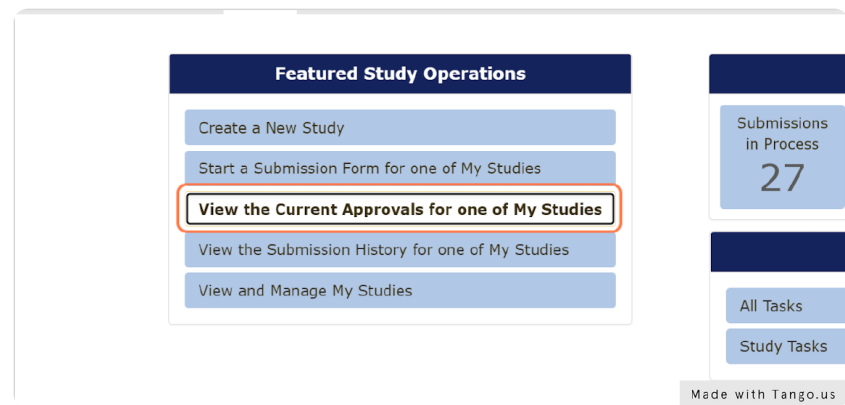 Featured Study Operations
Create a New Study
Start a Submission Form for one of My Studies
View the Current Approvals for one of My Studies
View the Submission History for one of My Studies
View and Manage My Studies
Submissions
in Process
27
All Tasks
Study Tasks
Made with Tango.us